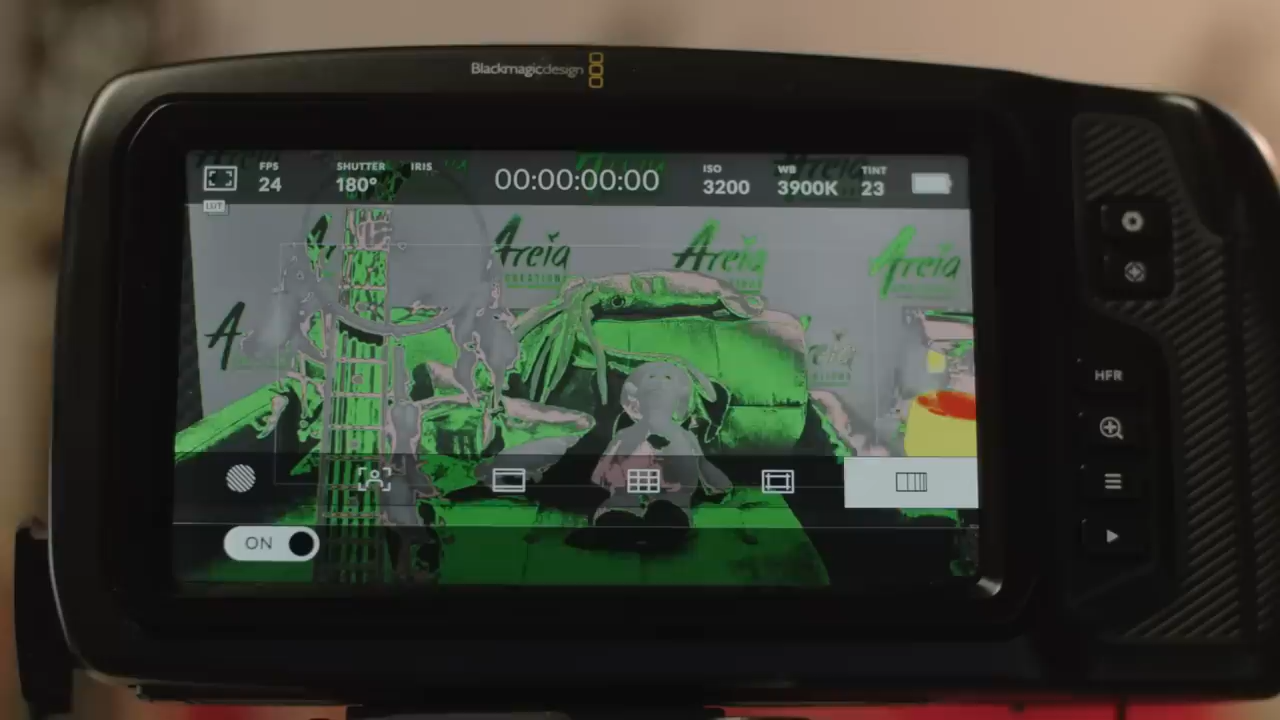 Blackmagicdesign
FPS
24
SHUTTER
180°
IRIS
00:00:00:00
ISO
3200
WB
3900K
TINT
23
LUT
Areia
CREATIONS
Areia
Areia
A
HFR
ON